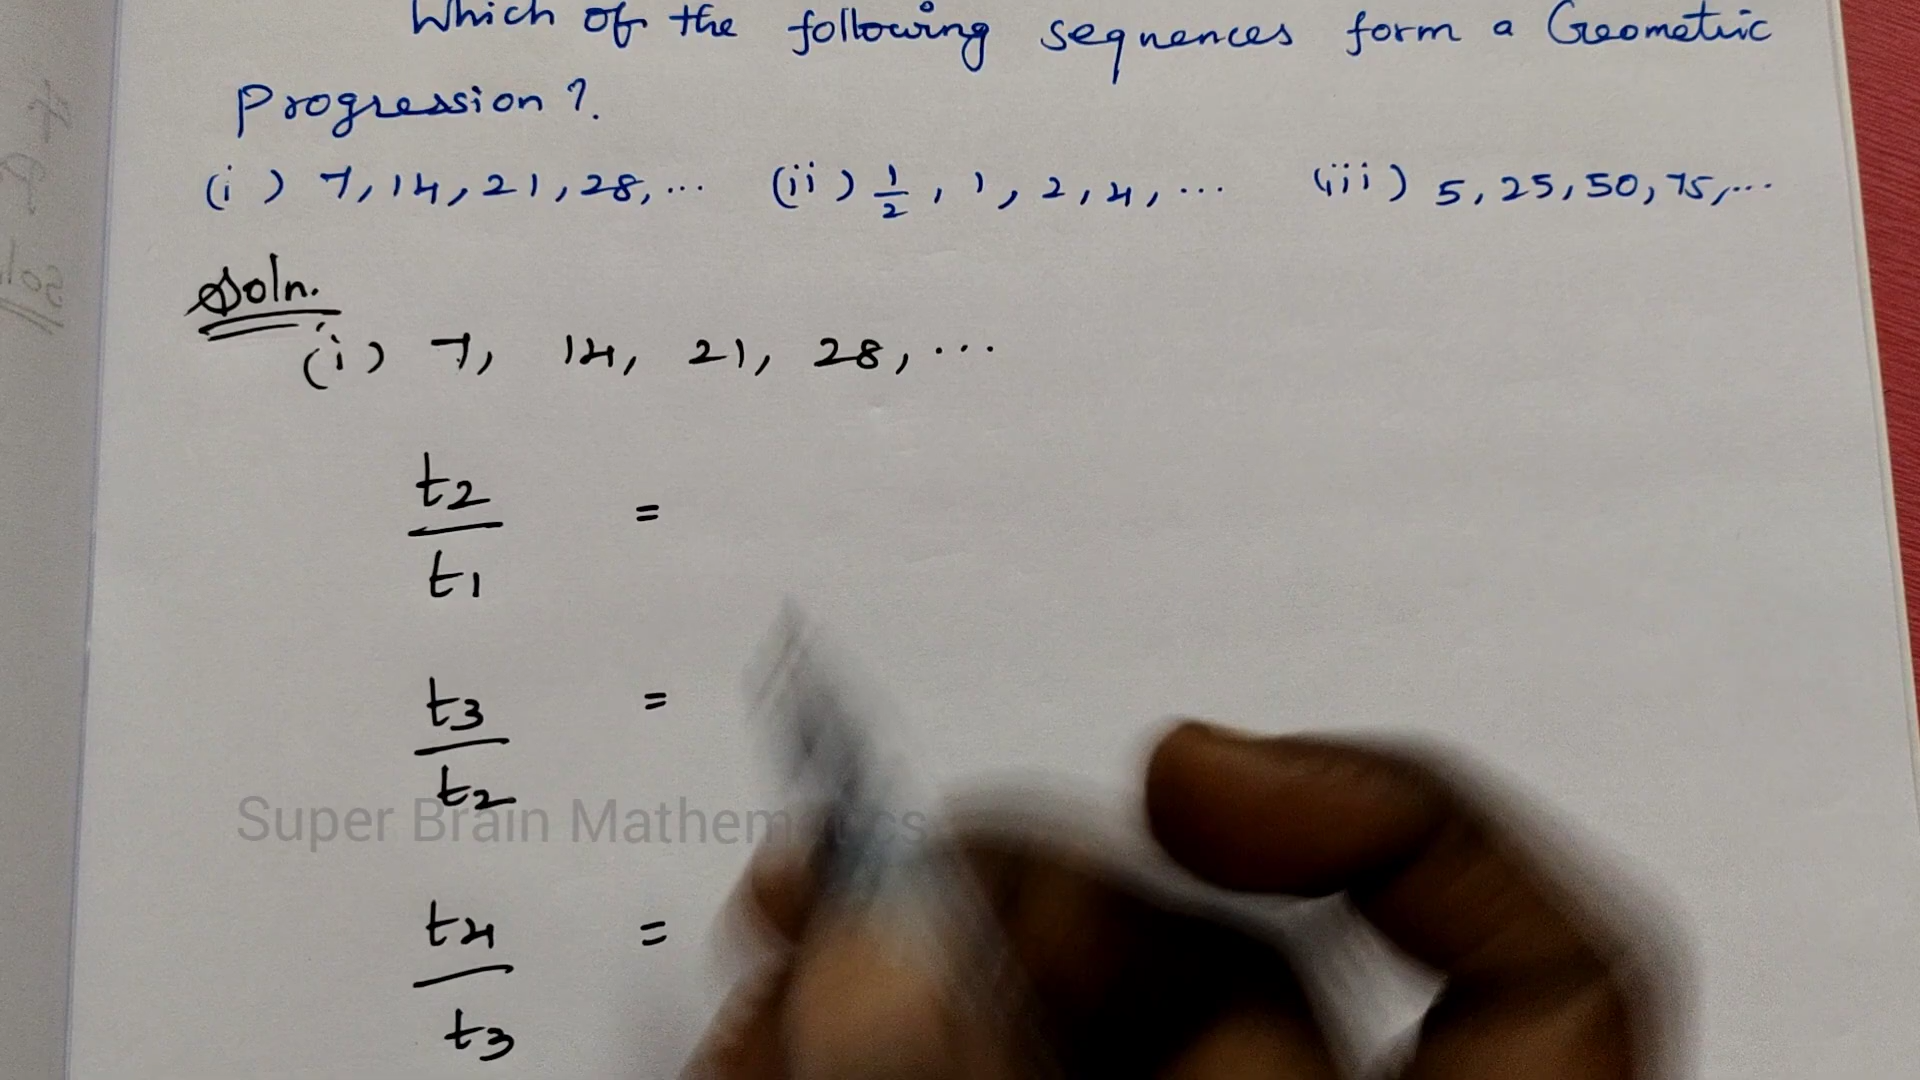 Which of the following sequences form a Geometric
Progression?.
(i) 7, 14, 21, 28, ... (ii) 1/2, 1, 2, 4, ... (iii) 5, 25, 50, 75, ...
Soln.
(i) 7, 14, 21, 28, ...
t2/t1 =
t3/t2 =
Super Brain Mathematics
t4/t3 =